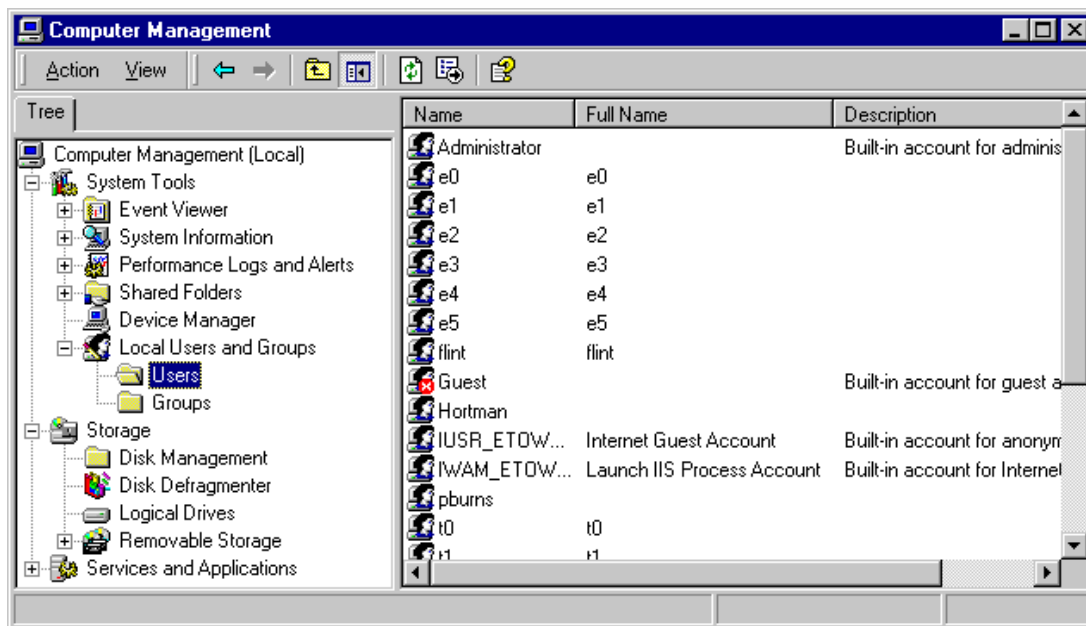 Computer Management
Action View
Tree
Computer Management (Local)
System Tools
Event Viewer
System Information
Performance Logs and Alerts
Shared Folders
Device Manager
Local Users and Groups
Users
Groups
Storage
Disk Management
Disk Defragmenter
Logical Drives
Removable Storage
Services and Applications
Name Full Name Description
Administrator Built-in account for adminis
e0 e0
e1 e1
e2 e2
e3 e3
e4 e4
e5 e5
flint flint
Guest Built-in account for guest a
Hortman
IUSR_ETOW... Internet Guest Account Built-in account for anonym
IWAM_ETOW... Launch IIS Process Account Built-in account for Internet
pburns
t0 t0
t1 t1